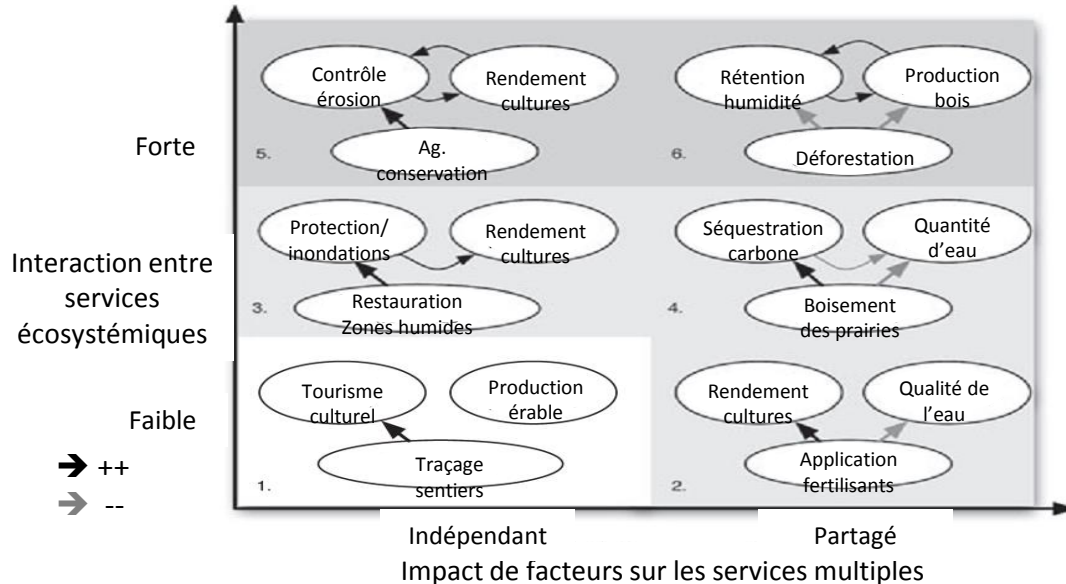 Forte
Contrôle
érosion
Rendement
cultures
5.
Ag.
conservation
Rétention
humidité
Production
bois
6.
Déforestation
Interaction entre
services
écosystémiques
Protection/
inondations
Rendement
cultures
3.
Restauration
Zones humides
Séquestration
carbone
Quantité
d'eau
4.
Boisement
des prairies
Faible
Tourisme
culturel
Production
érable
1.
Traçage
sentiers
Rendement
cultures
Qualité de
l'eau
2.
Application
fertilisants
++
--
Indépendant
Partagé
Impact de facteurs sur les services multiples